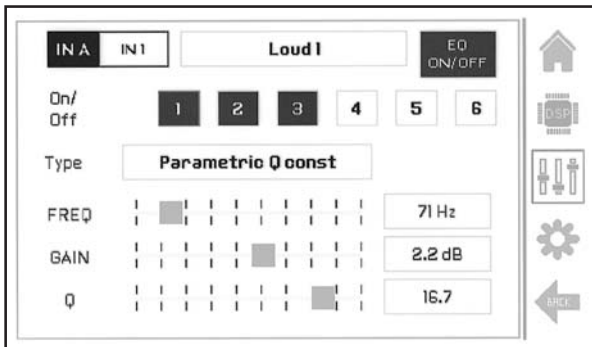 IN A IN 1 Loud 1 EQ ON/OFF
On/Off 1 2 3 4 5 6
DSP
Type Parametric Q const
FREQ 71 Hz
GAIN 2.2 dB
Q 16.7
BACK